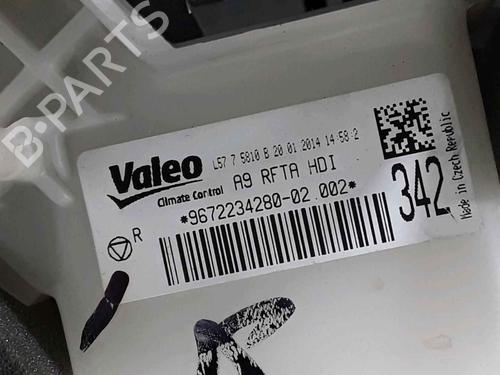 B-PARTS
Valeo
Climate Control
L57 7 5810 B 20 01 2014 14:58:2
A9 RFTA HDI
*9672234280-02.002*
R
342
Made in Czech Republic